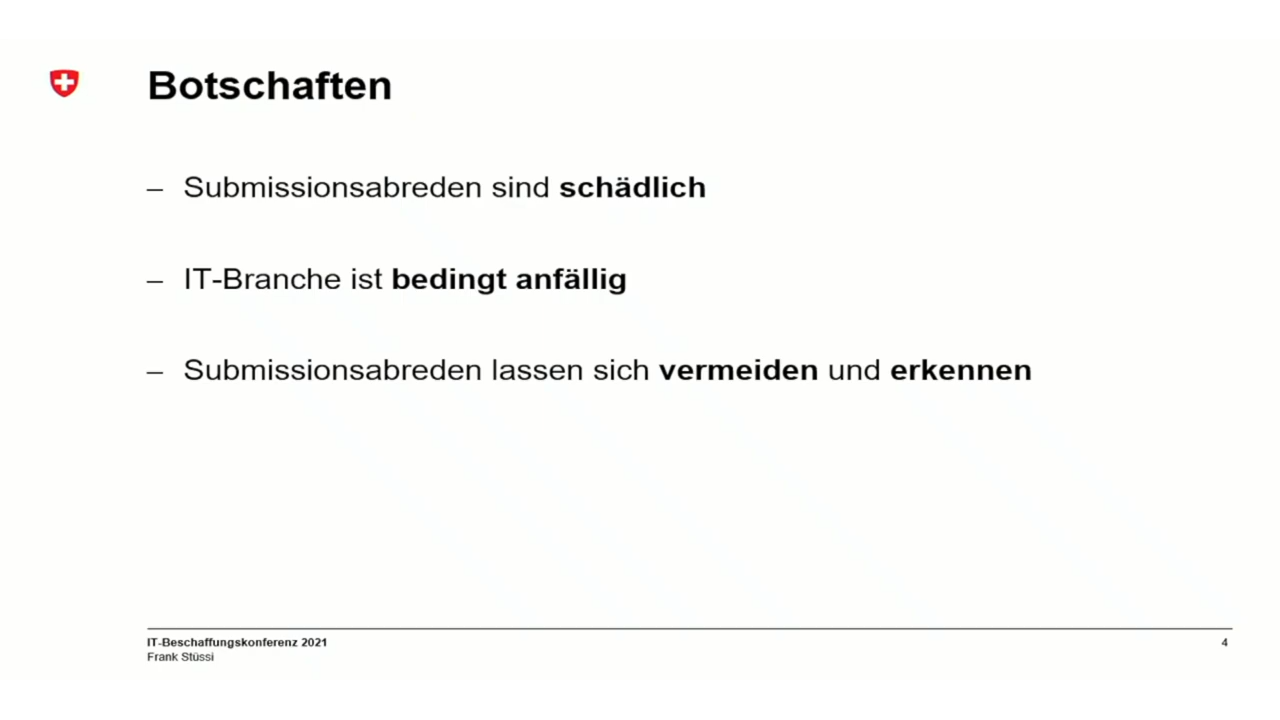 Botschaften
– Submissionsabreden sind schädlich
– IT-Branche ist bedingt anfällig
– Submissionsabreden lassen sich vermeiden und erkennen
IT-Beschaffungskonferenz 2021
Frank Stüssi
4